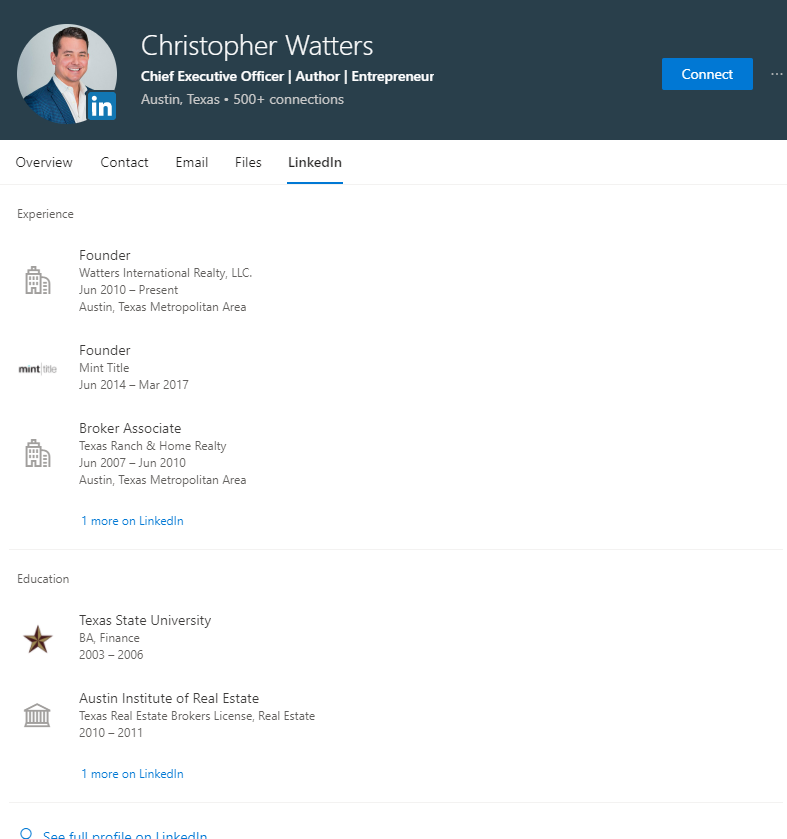 Christopher Watters
Chief Executive Officer | Author | Entrepreneur
Austin, Texas • 500+ connections
Connect
in
Overview Contact Email Files LinkedIn
Experience
Founder
Watters International Realty, LLC.
Jun 2010 – Present
Austin, Texas Metropolitan Area
mint title
Founder
Mint Title
Jun 2014 – Mar 2017
Broker Associate
Texas Ranch & Home Realty
Jun 2007 – Jun 2010
Austin, Texas Metropolitan Area
1 more on LinkedIn
Education
Texas State University
BA, Finance
2003 – 2006
Austin Institute of Real Estate
Texas Real Estate Brokers License, Real Estate
2010 – 2011
1 more on LinkedIn
See full profile on LinkedIn